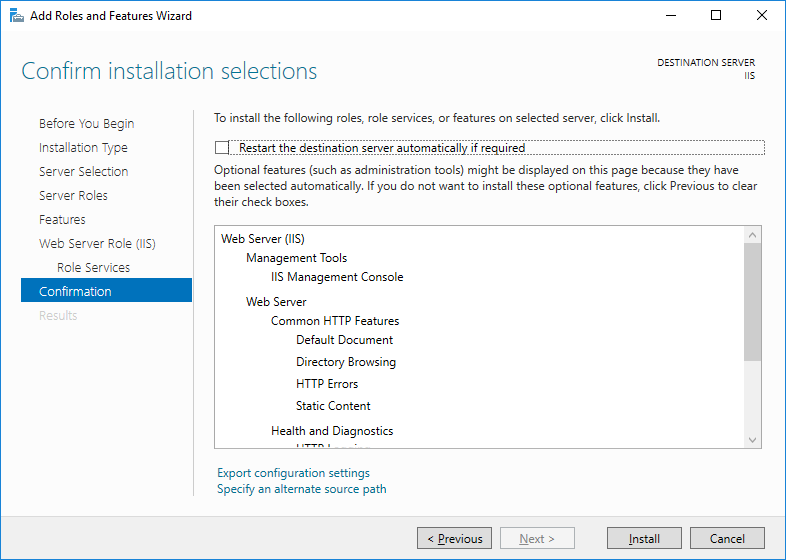 Add Roles and Features Wizard
Confirm installation selections
DESTINATION SERVER
IIS
Before You Begin
Installation Type
Server Selection
Server Roles
Features
Web Server Role (IIS)
Role Services
Confirmation
Results
To install the following roles, role services, or features on selected server, click Install.
Restart the destination server automatically if required
Optional features (such as administration tools) might be displayed on this page because they have
been selected automatically. If you do not want to install these optional features, click Previous to clear
their check boxes.
Web Server (IIS)
Management Tools
IIS Management Console
Web Server
Common HTTP Features
Default Document
Directory Browsing
HTTP Errors
Static Content
Health and Diagnostics
Export configuration settings
Specify an alternate source path
< Previous
Next >
Install
Cancel